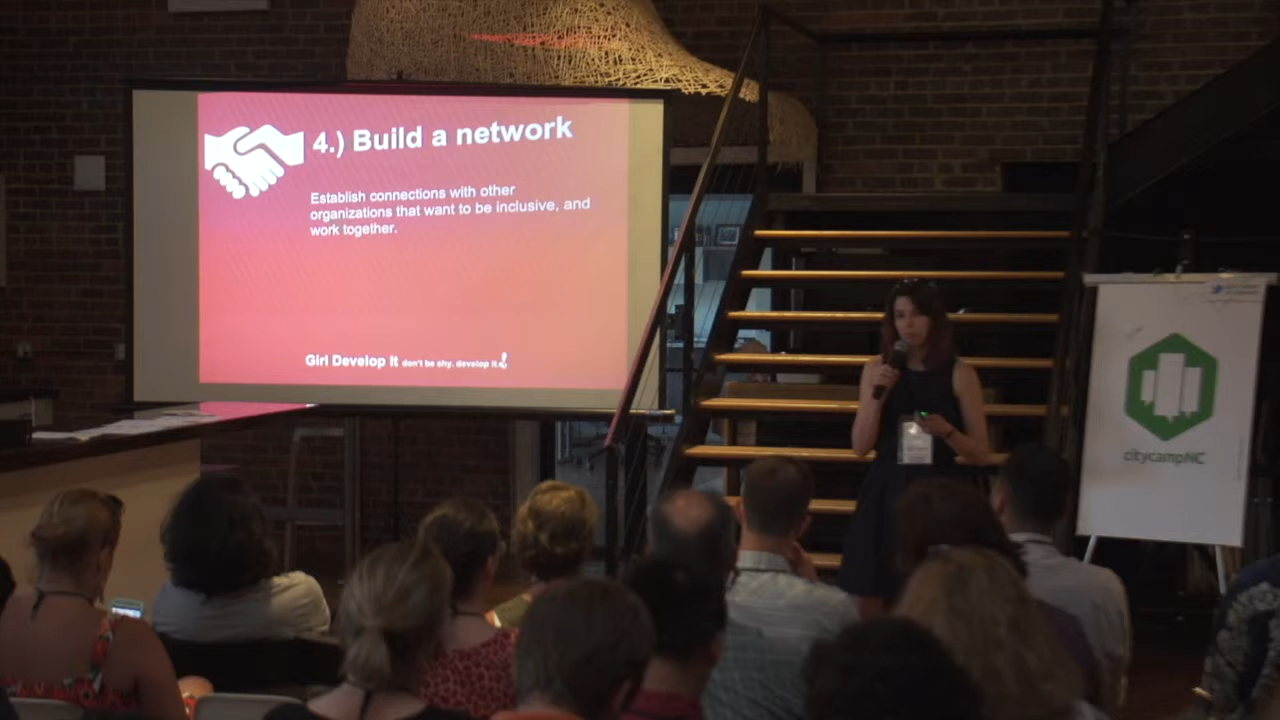 4.) Build a network
Establish connections with other
organizations that want to be inclusive, and
work together.
Girl Develop It don't be shy. develop it.
citycampNC